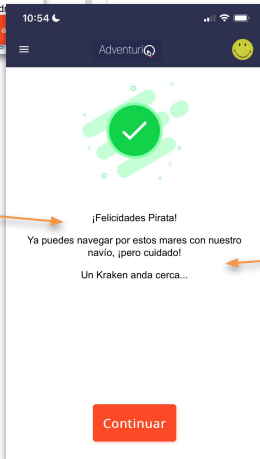 10:54
AdventuriQ
¡Felicidades Pirata!
Ya puedes navegar por estos mares con nuestro
navío, ¡pero cuidado!
Un Kraken anda cerca...
Continuar